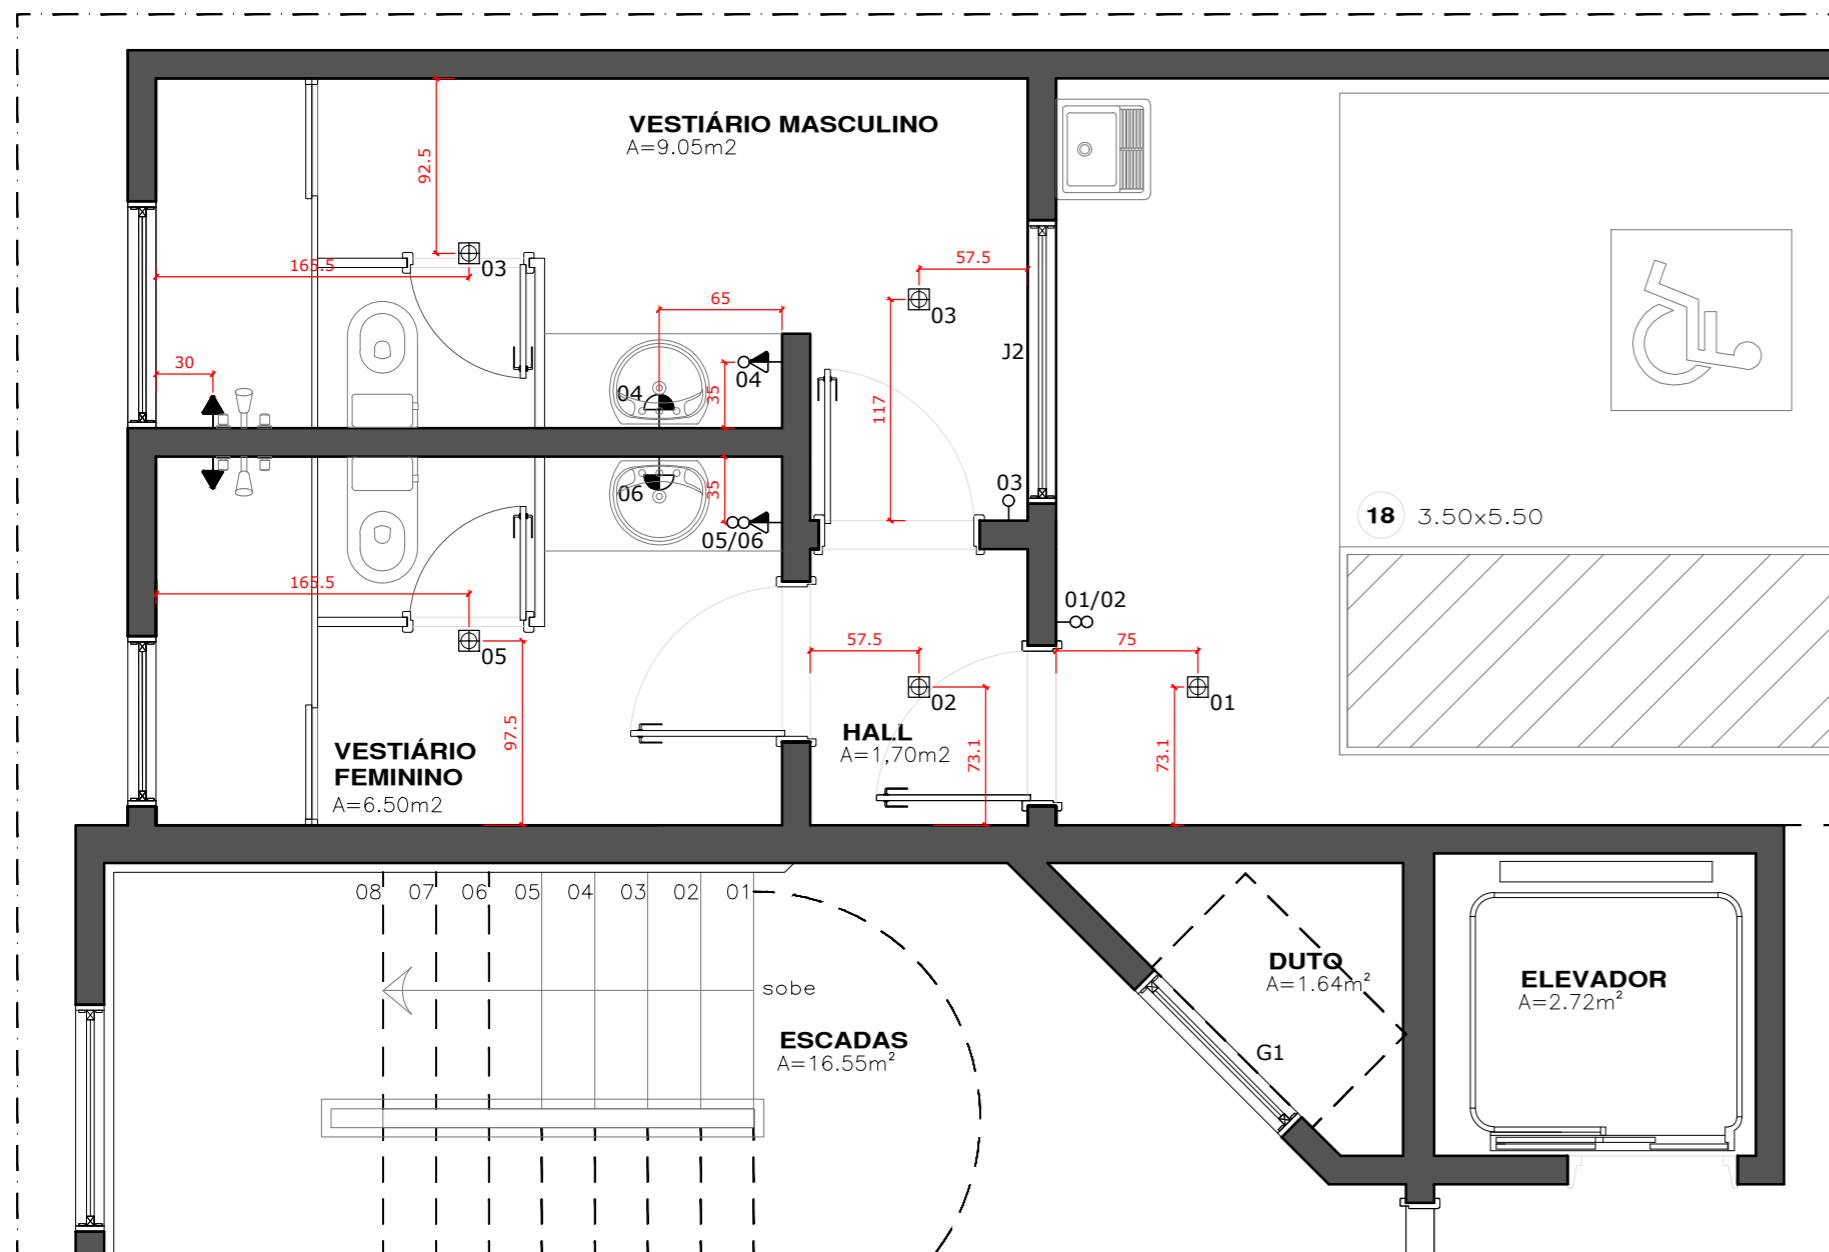 VESTIÁRIO MASCULINO
A=9.05m2
92.5
165.5
03
57.5
03
65
J2
30
04
04
35
117
06
35
05/06
03
18 3.50x5.50
165.5
01/02
05
57.5
75
02
01
97.5
73.1
73.1
HALL
A=1,70m2
VESTIÁRIO
FEMININO
A=6.50m2
08 07 06 05 04 03 02 01
sobe
DUTO
A=1.64m²
ELEVADOR
A=2.72m²
ESCADAS
A=16.55m²
G1